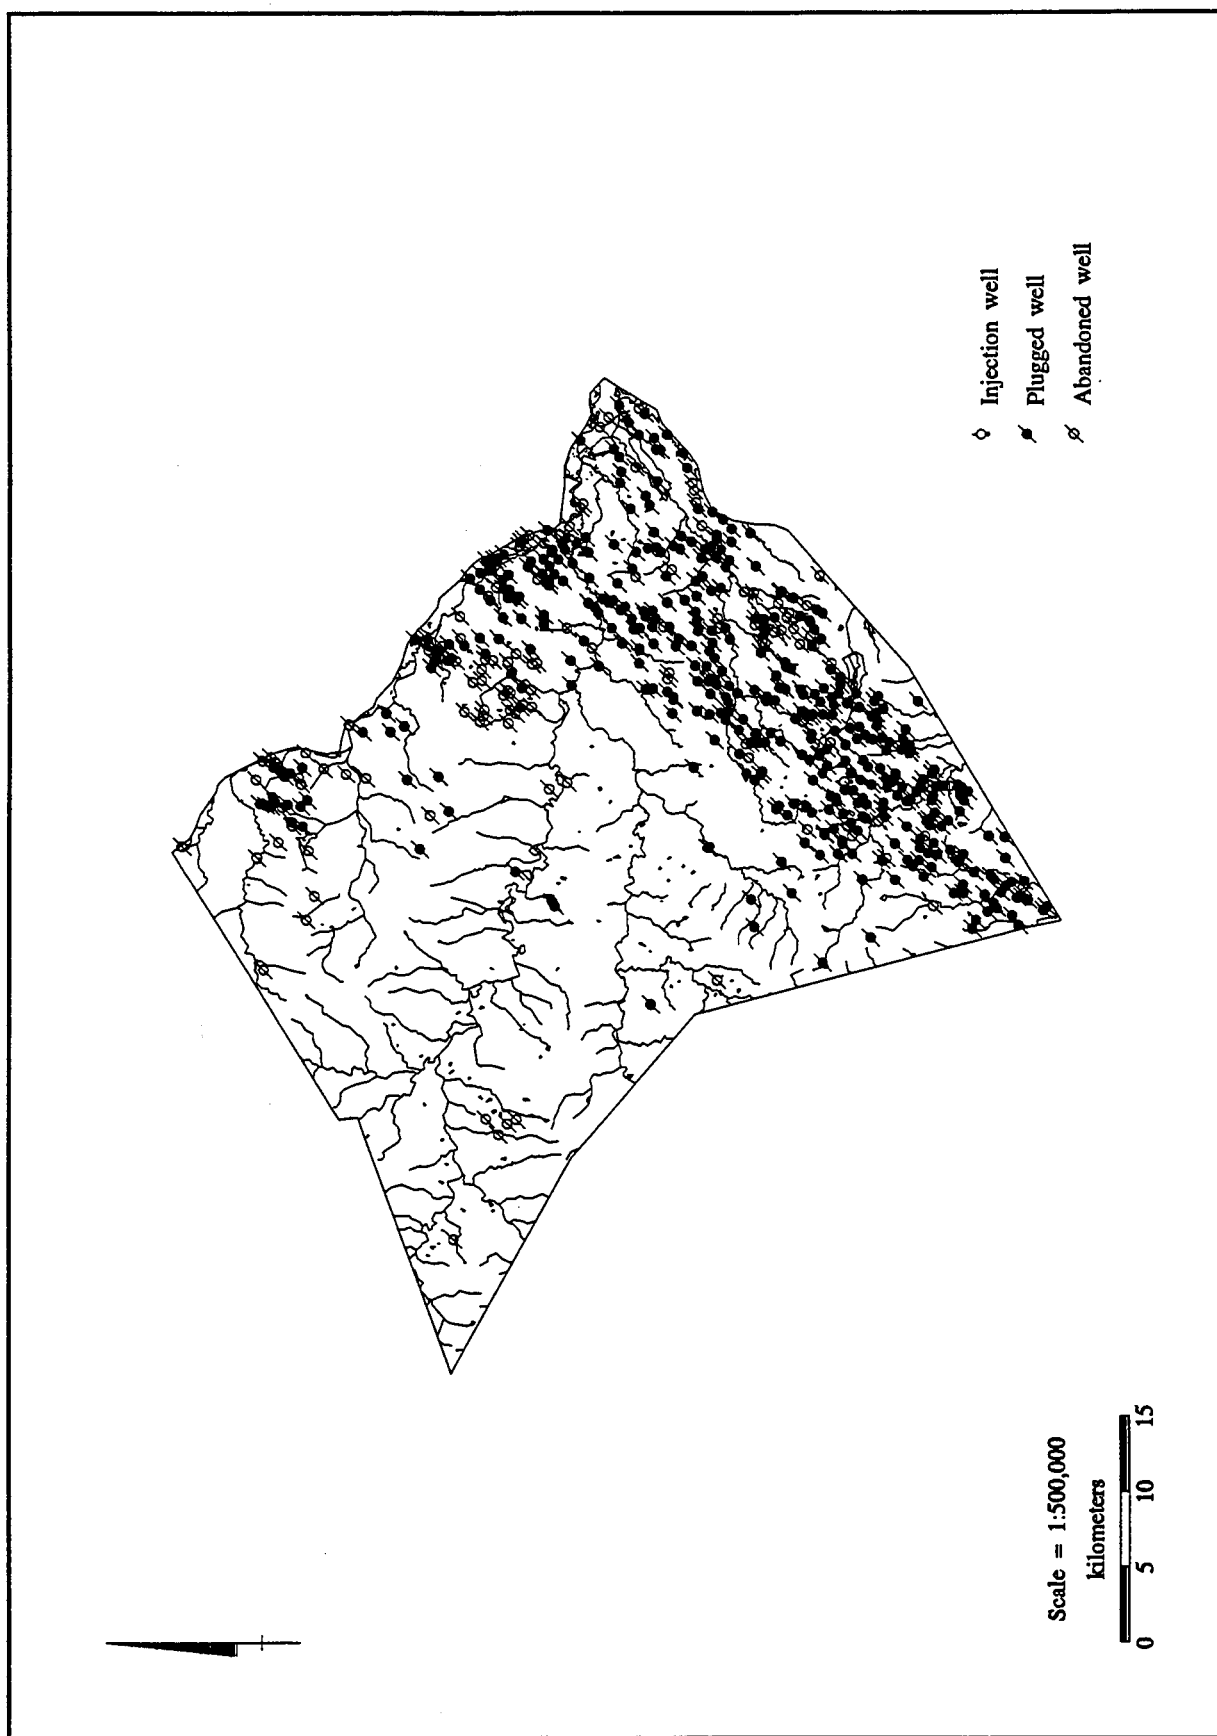 Injection well
Plugged well
Abandoned well
Scale = 1:500,000
kilometers
0 5 10 15